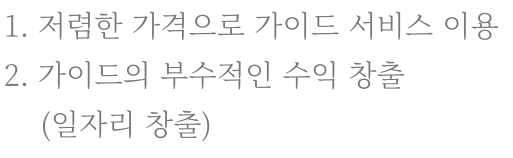 1. 저렴한 가격으로 가이드 서비스 이용
2. 가이드의 부수적인 수익 창출
(일자리 창출)